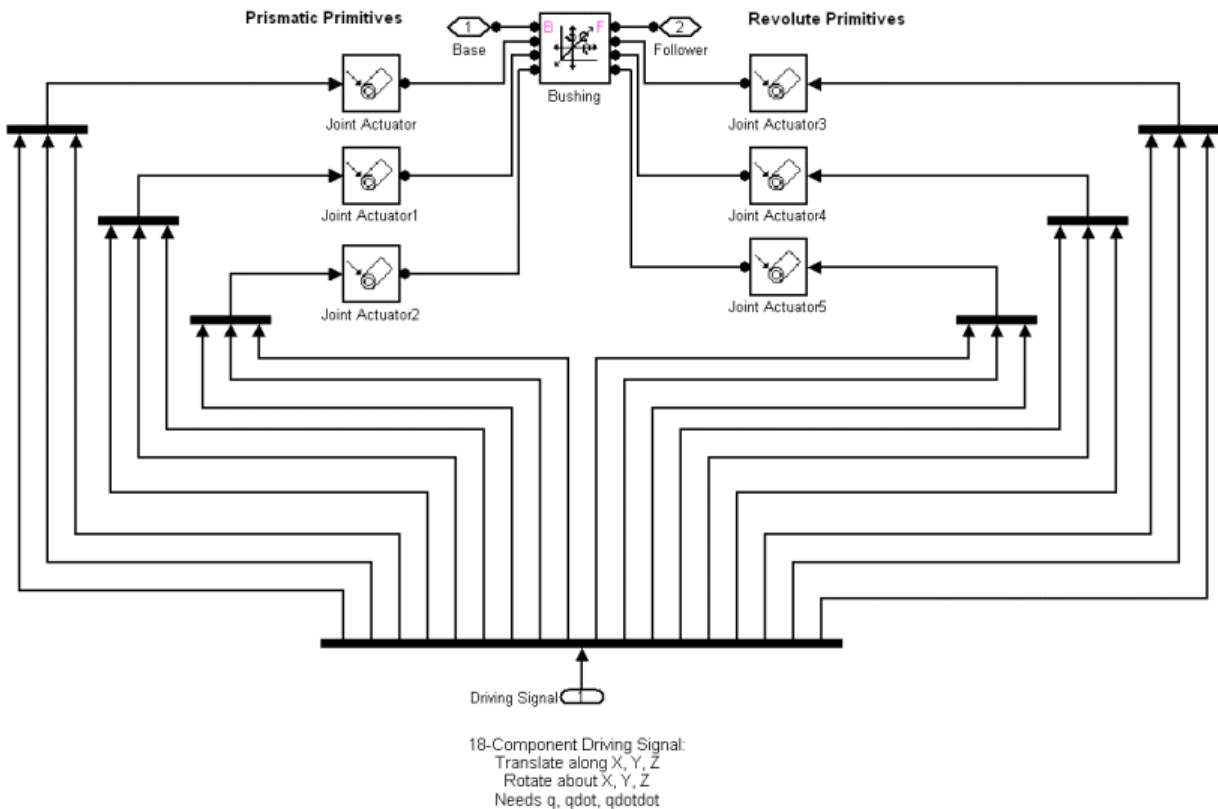 Prismatic Primitives
Revolute Primitives
1
Base
B
F
Bushing
2
Follower
Joint Actuator
Joint Actuator3
Joint Actuator1
Joint Actuator4
Joint Actuator2
Joint Actuator5
Driving Signal
1
18-Component Driving Signal:
Translate along X, Y, Z
Rotate about X, Y, Z
Needs q, qdot, qdotdot